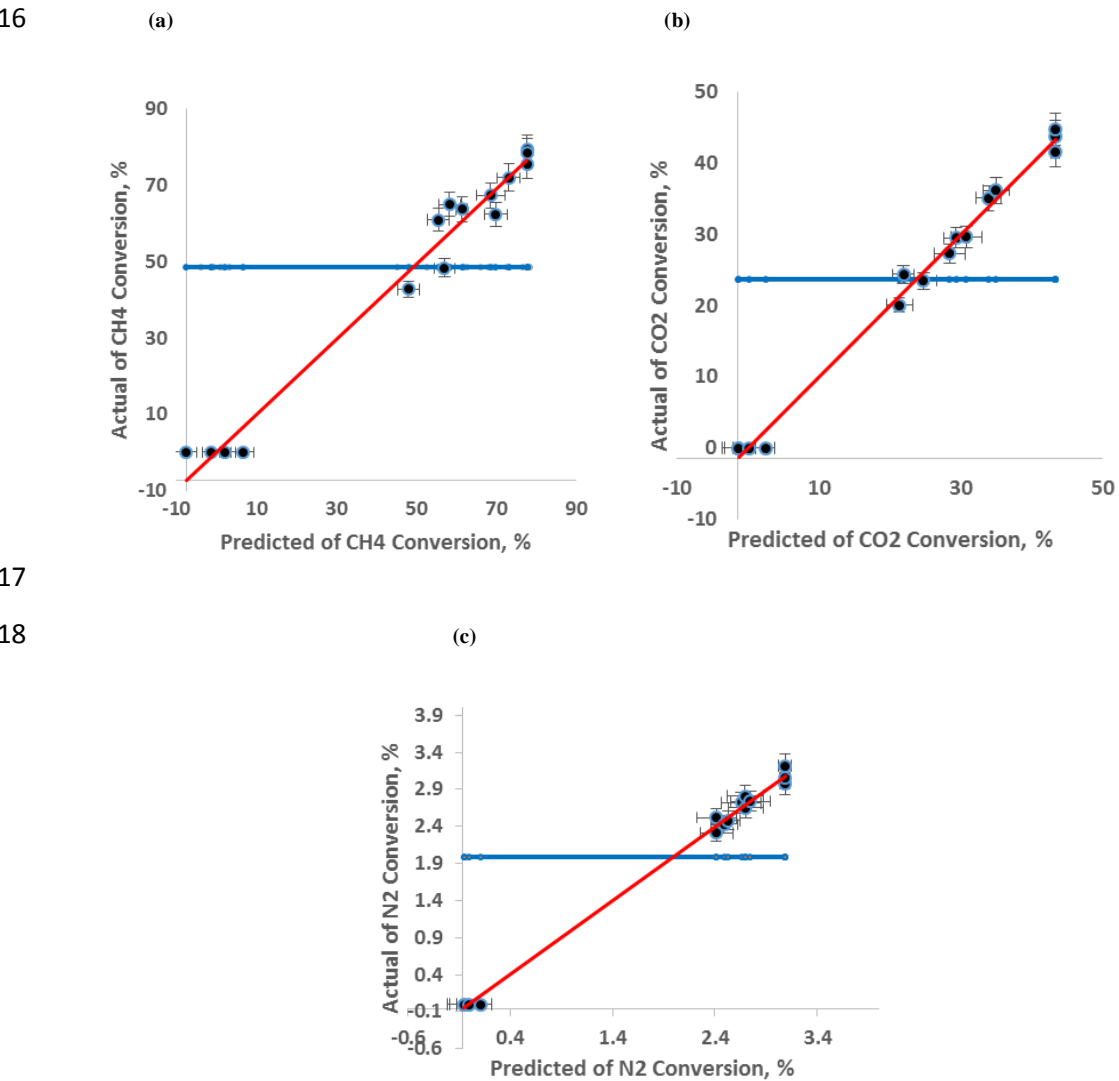 16
(a)
(b)
90
70
50
30
10
-10
Actual of CH4 Conversion, %
-10 10 30 50 70 90
Predicted of CH4 Conversion, %
50
40
30
20
10
0
-10
Actual of CO2 Conversion, %
-10 10 30 50
Predicted of CO2 Conversion, %
17
18
(c)
3.9
3.4
2.9
2.4
1.9
1.4
0.9
0.4
-0.1
-0.6
Actual of N2 Conversion, %
-0.6 0.4 1.4 2.4 3.4
Predicted of N2 Conversion, %